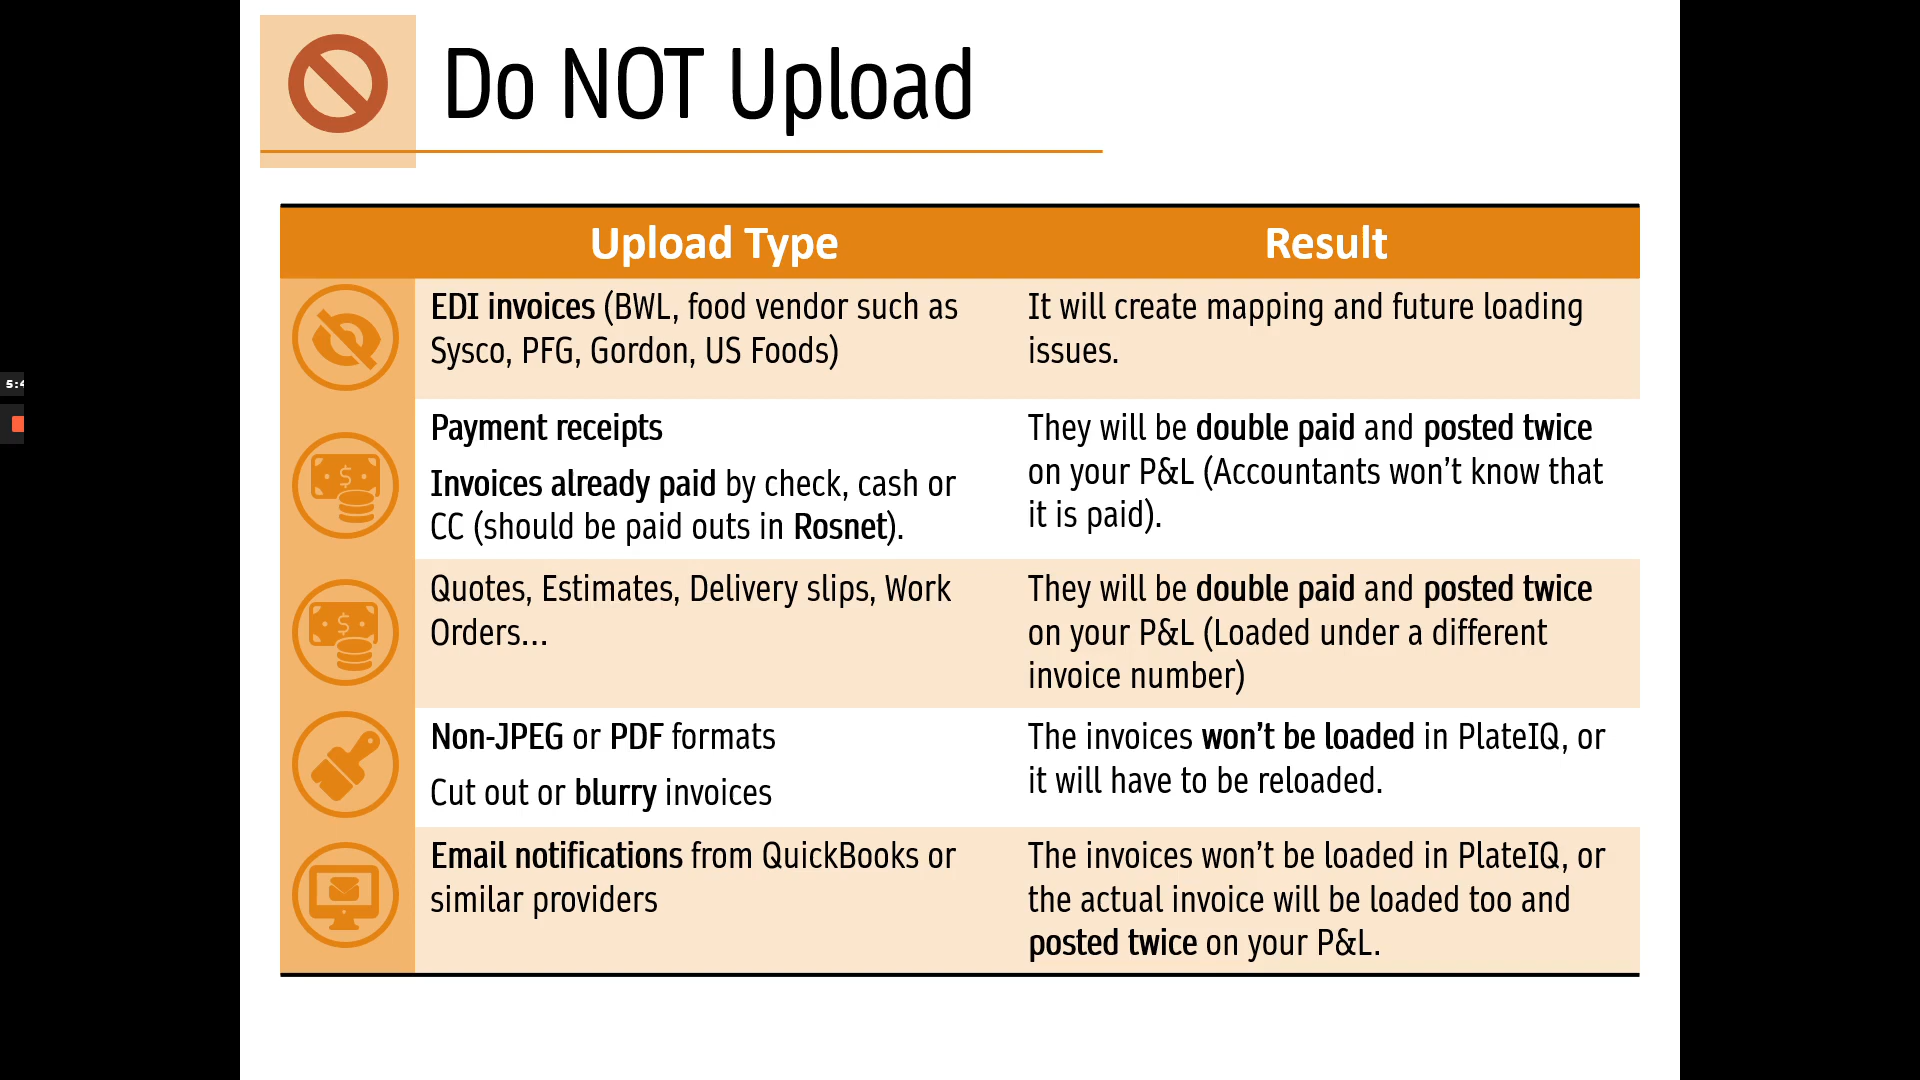 Do NOT Upload
Upload Type
Result
EDI invoices (BWL, food vendor such as
Sysco, PFG, Gordon, US Foods)
It will create mapping and future loading
issues.
Payment receipts
Invoices already paid by check, cash or
CC (should be paid outs in Rosnet).
They will be double paid and posted twice
on your P&L (Accountants won’t know that
it is paid).
Quotes, Estimates, Delivery slips, Work
Orders...
They will be double paid and posted twice
on your P&L (Loaded under a different
invoice number)
Non-JPEG or PDF formats
Cut out or blurry invoices
The invoices won’t be loaded in PlateIQ, or
it will have to be reloaded.
Email notifications from QuickBooks or
similar providers
The invoices won’t be loaded in PlateIQ, or
the actual invoice will be loaded too and
posted twice on your P&L.